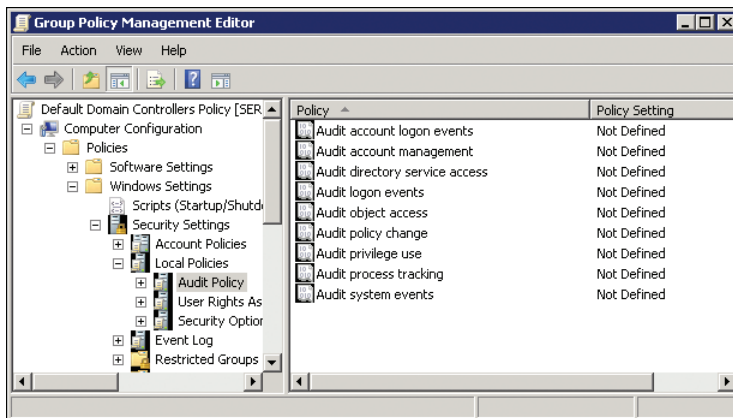 Group Policy Management Editor
File Action View Help
Default Domain Controllers Policy [SER
Computer Configuration
Policies
Software Settings
Windows Settings
Scripts (Startup/Shutd
Security Settings
Account Policies
Local Policies
Audit Policy
User Rights As
Security Option
Event Log
Restricted Groups
Policy Policy Setting
Audit account logon events Not Defined
Audit account management Not Defined
Audit directory service access Not Defined
Audit logon events Not Defined
Audit object access Not Defined
Audit policy change Not Defined
Audit privilege use Not Defined
Audit process tracking Not Defined
Audit system events Not Defined